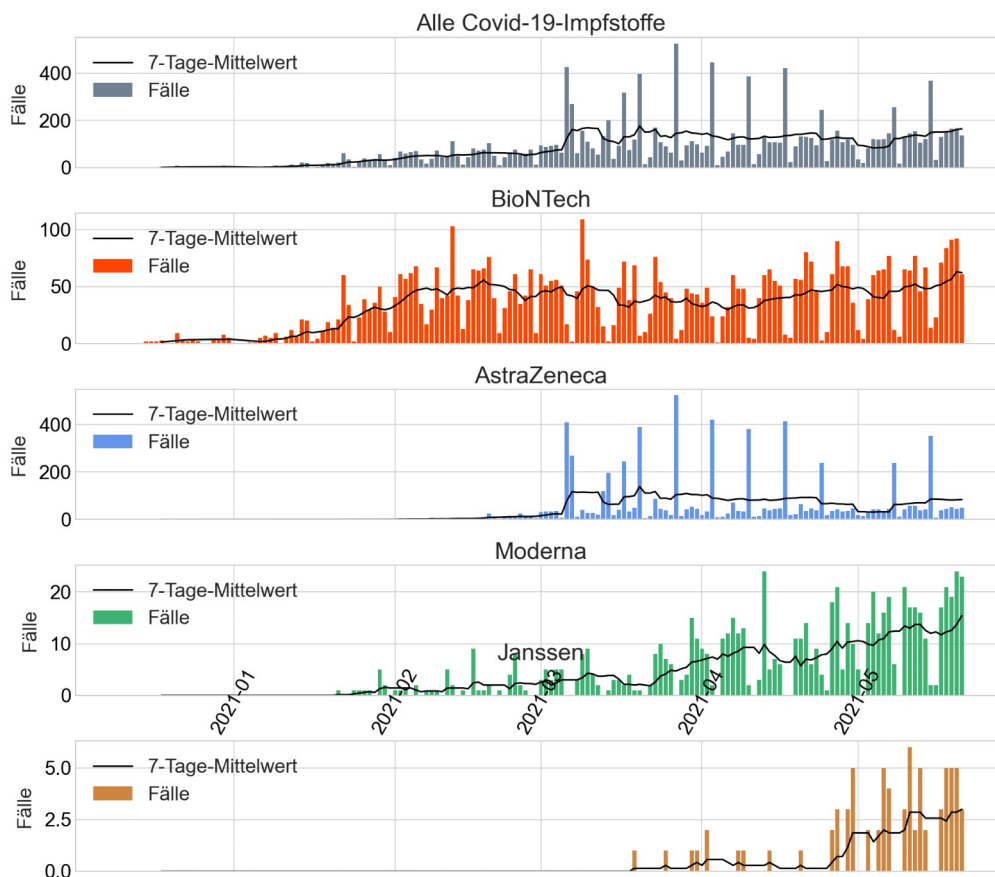 Alle Covid-19-Impfstoffe
Fälle
400
200
0
7-Tage-Mittelwert
Fälle
BioNTech
Fälle
100
50
0
7-Tage-Mittelwert
Fälle
AstraZeneca
Fälle
400
200
0
7-Tage-Mittelwert
Fälle
Moderna
Fälle
20
10
0
7-Tage-Mittelwert
Fälle
Janssen
2021-01
2021-02
2021-03
2021-04
2021-05
Fälle
5.0
2.5
0.0
7-Tage-Mittelwert
Fälle